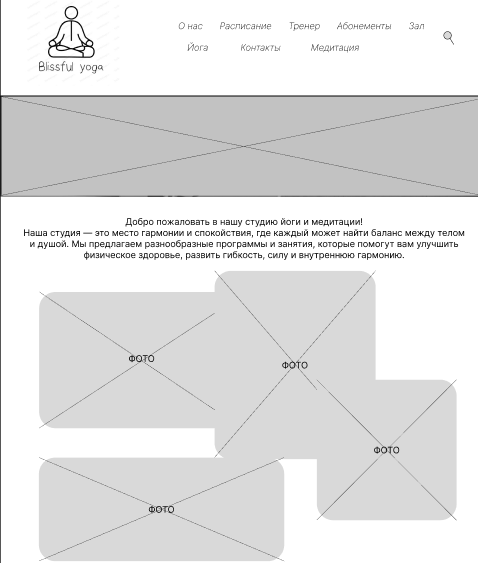 Blissful yoga
О нас Расписание Тренер Абонементы Зал
Йога Контакты Медитация
Добро пожаловать в нашу студию йоги и медитации!
Наша студия — это место гармонии и спокойствия, где каждый может найти баланс между телом
и душой. Мы предлагаем разнообразные программы и занятия, которые помогут вам улучшить
физическое здоровье, развить гибкость, силу и внутреннюю гармонию.
ФОТО
ФОТО
ФОТО
ФОТО